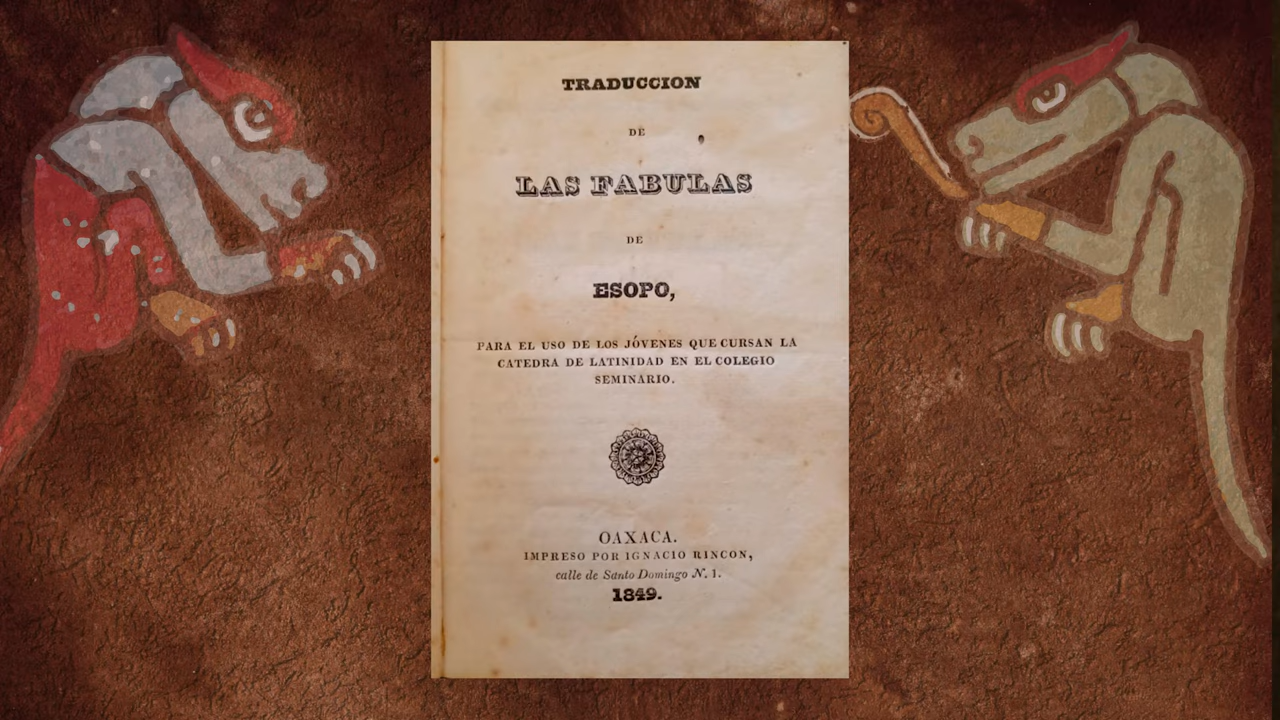 TRADUCCION
DE
LAS FABULAS
DE
ESOPO,
PARA EL USO DE LOS JÓVENES QUE CURSAN LA
CATEDRA DE LATINIDAD EN EL COLEGIO
SEMINARIO.
OAXACA.
IMPRESO POR IGNACIO RINCON,
calle de Santo Domingo N. 1.
1849.